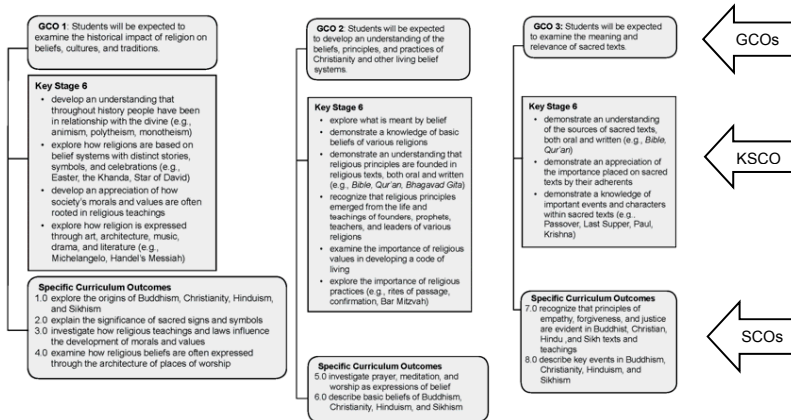 GCO 1: Students will be expected to
examine the historical impact of religion on
beliefs, cultures, and traditions.
Key Stage 6
• develop an understanding that
throughout history people have been
in relationship with the divine (e.g.,
animism, polytheism, monotheism)
• explore how religions are based on
belief systems with distinct stories,
symbols, and celebrations (e.g.,
Easter, the Khanda, Star of David)
• develop an appreciation of how
society's morals and values are often
rooted in religious teachings
• explore how religion is expressed
through art, architecture, music,
drama, and literature (e.g.,
Michelangelo, Handel's Messiah)
Specific Curriculum Outcomes
1.0 explore the origins of Buddhism, Christianity, Hinduism,
and Sikhism
2.0 explain the significance of sacred signs and symbols
3.0 investigate how religious teachings and laws influence
the development of morals and values
4.0 examine how religious beliefs are often expressed
through the architecture of places of worship
GCO 2: Students will be expected
to develop an understanding of the
beliefs, principles, and practices of
Christianity and other living belief
systems.
Key Stage 6
• explore what is meant by belief
• demonstrate a knowledge of basic
beliefs of various religions
• demonstrate an understanding that
religious principles are founded in
religious texts, both oral and written
(e.g., Bible, Qur'an, Bhagavad Gita)
• recognize that religious principles
emerged from the life and
teachings of founders, prophets,
teachers, and leaders of various
religions
• examine the importance of religious
values in developing a code of
living
• explore the importance of religious
practices (e.g., rites of passage,
confirmation, Bar Mitzvah)
Specific Curriculum Outcomes
5.0 investigate prayer, meditation, and
worship as expressions of belief
6.0 describe basic beliefs of Buddhism,
Christianity, Hinduism, and Sikhism
GCO 3: Students will be expected
to examine the meaning and
relevance of sacred texts.
Key Stage 6
• demonstrate an understanding
of the sources of sacred texts,
both oral and written (e.g., Bible,
Qur'an)
• demonstrate an appreciation of
the importance placed on sacred
texts by their adherents
• demonstrate a knowledge of
important events and characters
within sacred texts (e.g.,
Passover, Last Supper, Paul,
Krishna)
Specific Curriculum Outcomes
7.0 recognize that principles of
empathy, forgiveness, and justice
are evident in Buddhist, Christian,
Hindu ,and Sikh texts and
teachings
8.0 describe key events in Buddhism,
Christianity, Hinduism, and
Sikhism
GCOs
KSCO
SCOs